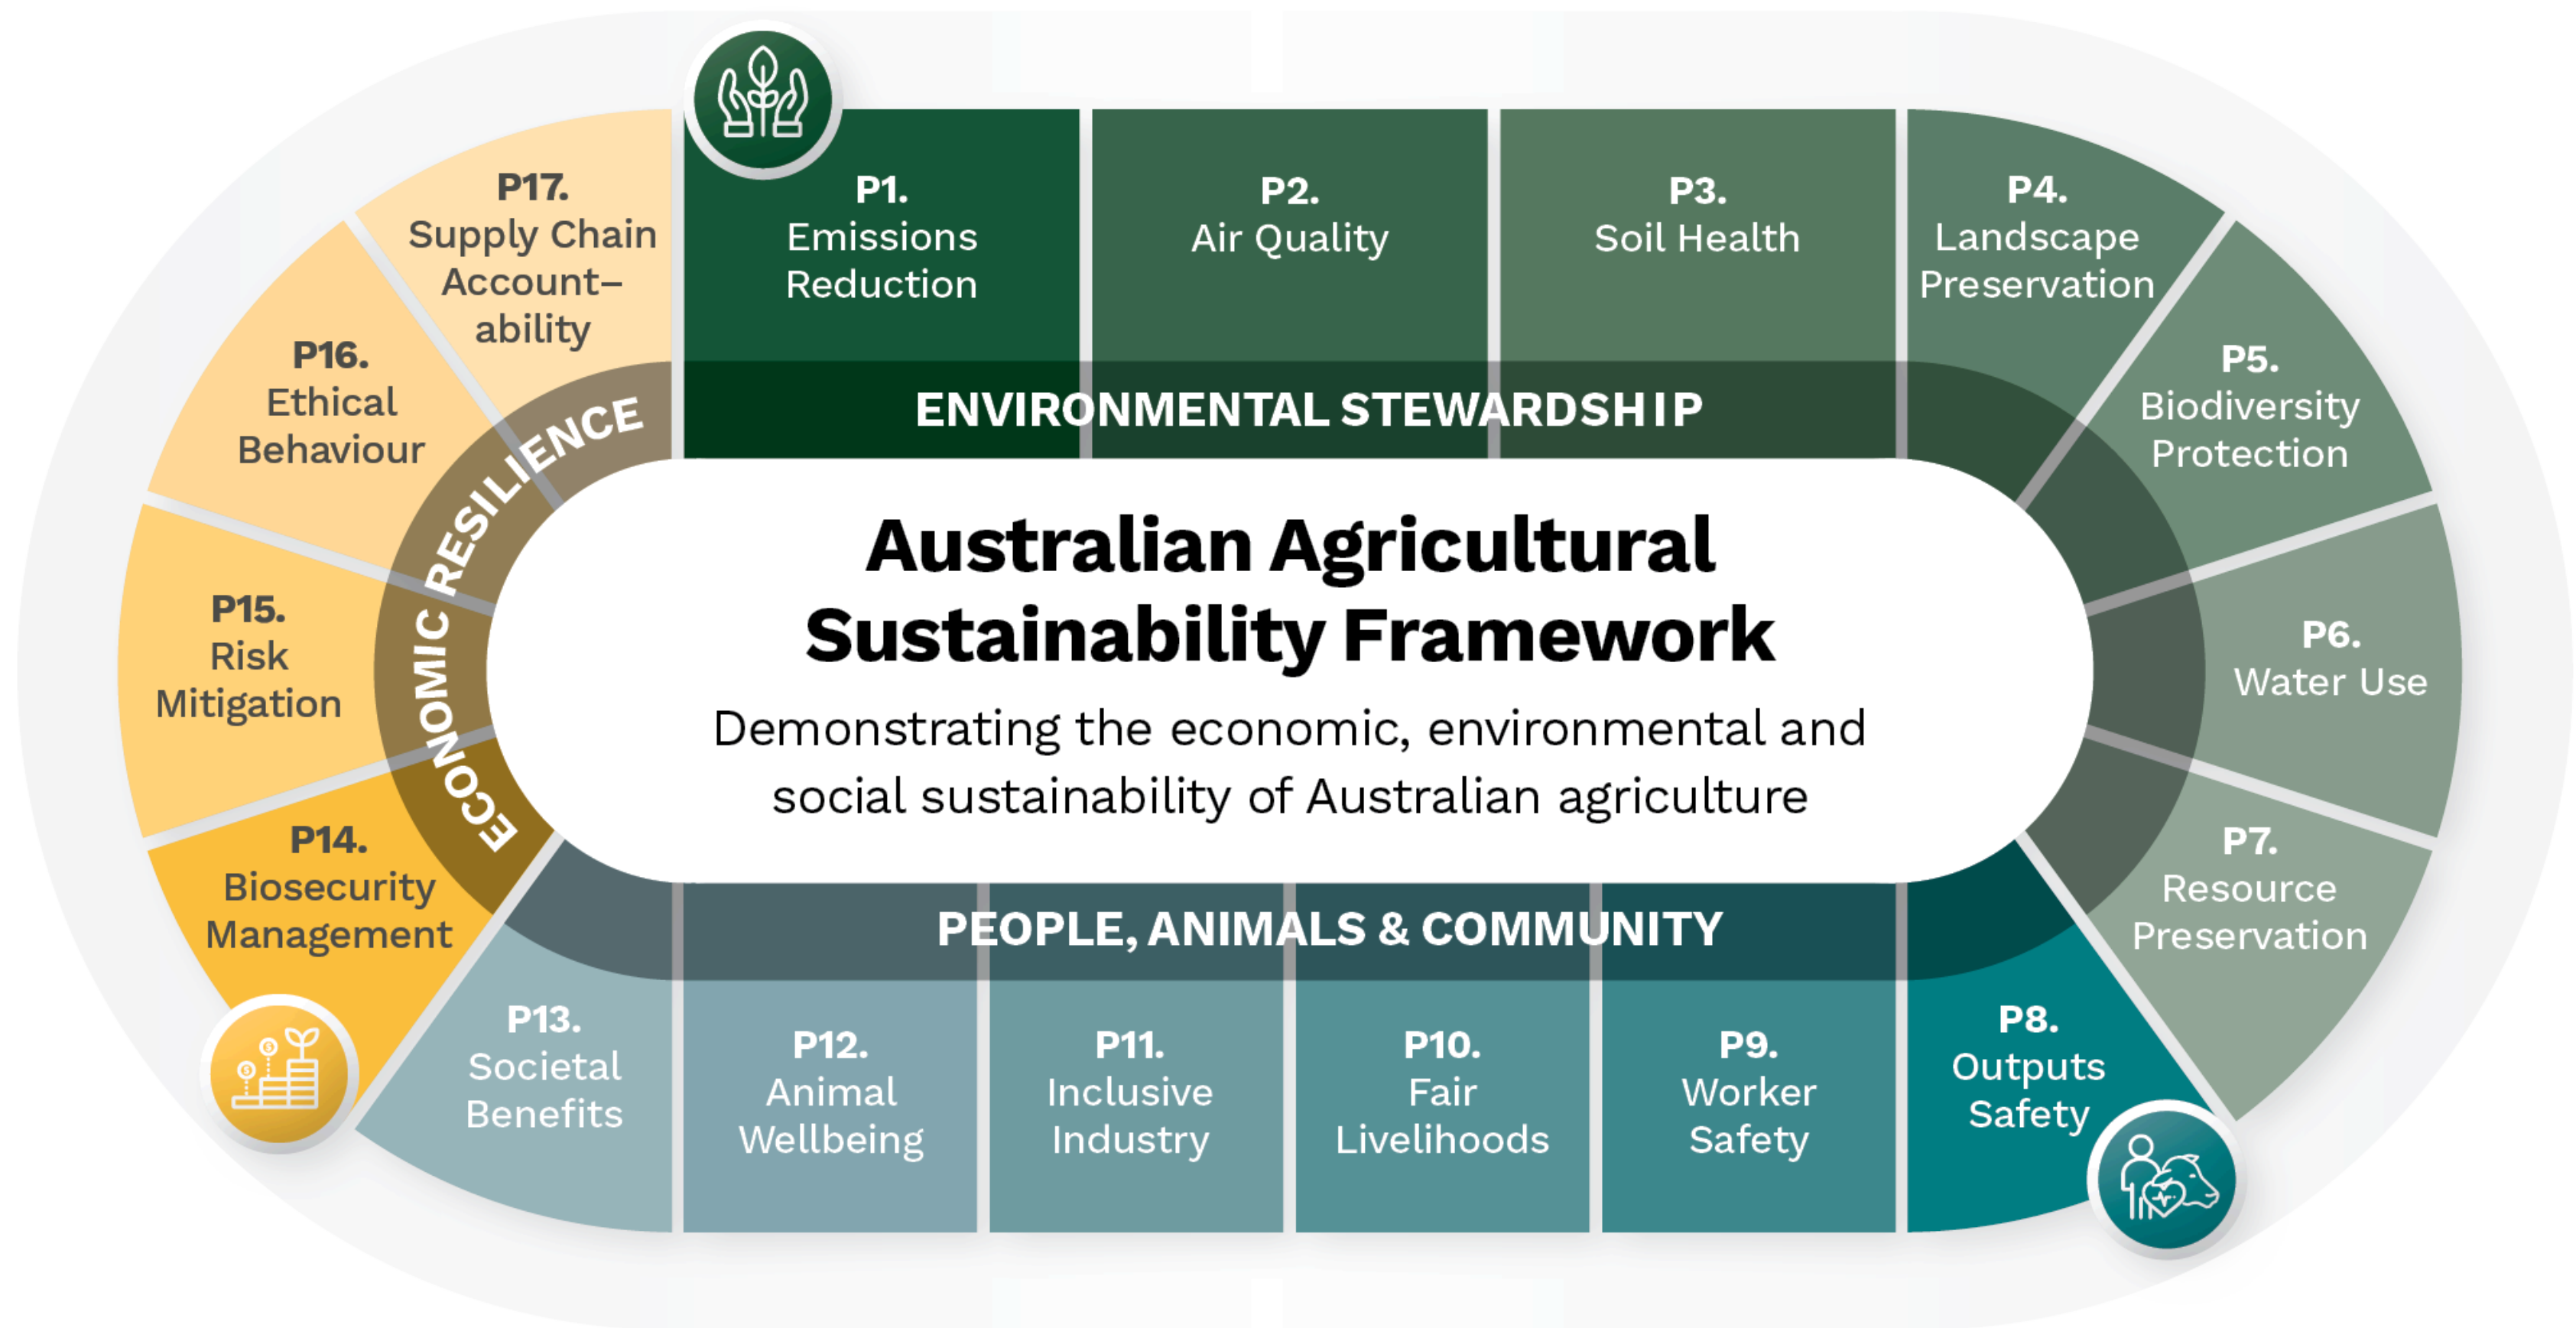 P1.
Emissions
Reduction
P2.
Air Quality
P3.
Soil Health
P4.
Landscape
Preservation
P5.
Biodiversity
Protection
P6.
Water Use
P7.
Resource
Preservation
P8.
Outputs
Safety
P9.
Worker
Safety
P10.
Fair
Livelihoods
P11.
Inclusive
Industry
P12.
Animal
Wellbeing
P13.
Societal
Benefits
P14.
Biosecurity
Management
P15.
Risk
Mitigation
P16.
Ethical
Behaviour
P17.
Supply Chain
Account–
ability
ENVIRONMENTAL STEWARDSHIP
PEOPLE, ANIMALS & COMMUNITY
ECONOMIC RESILIENCE
Australian Agricultural
Sustainability Framework
Demonstrating the economic, environmental and
social sustainability of Australian agriculture